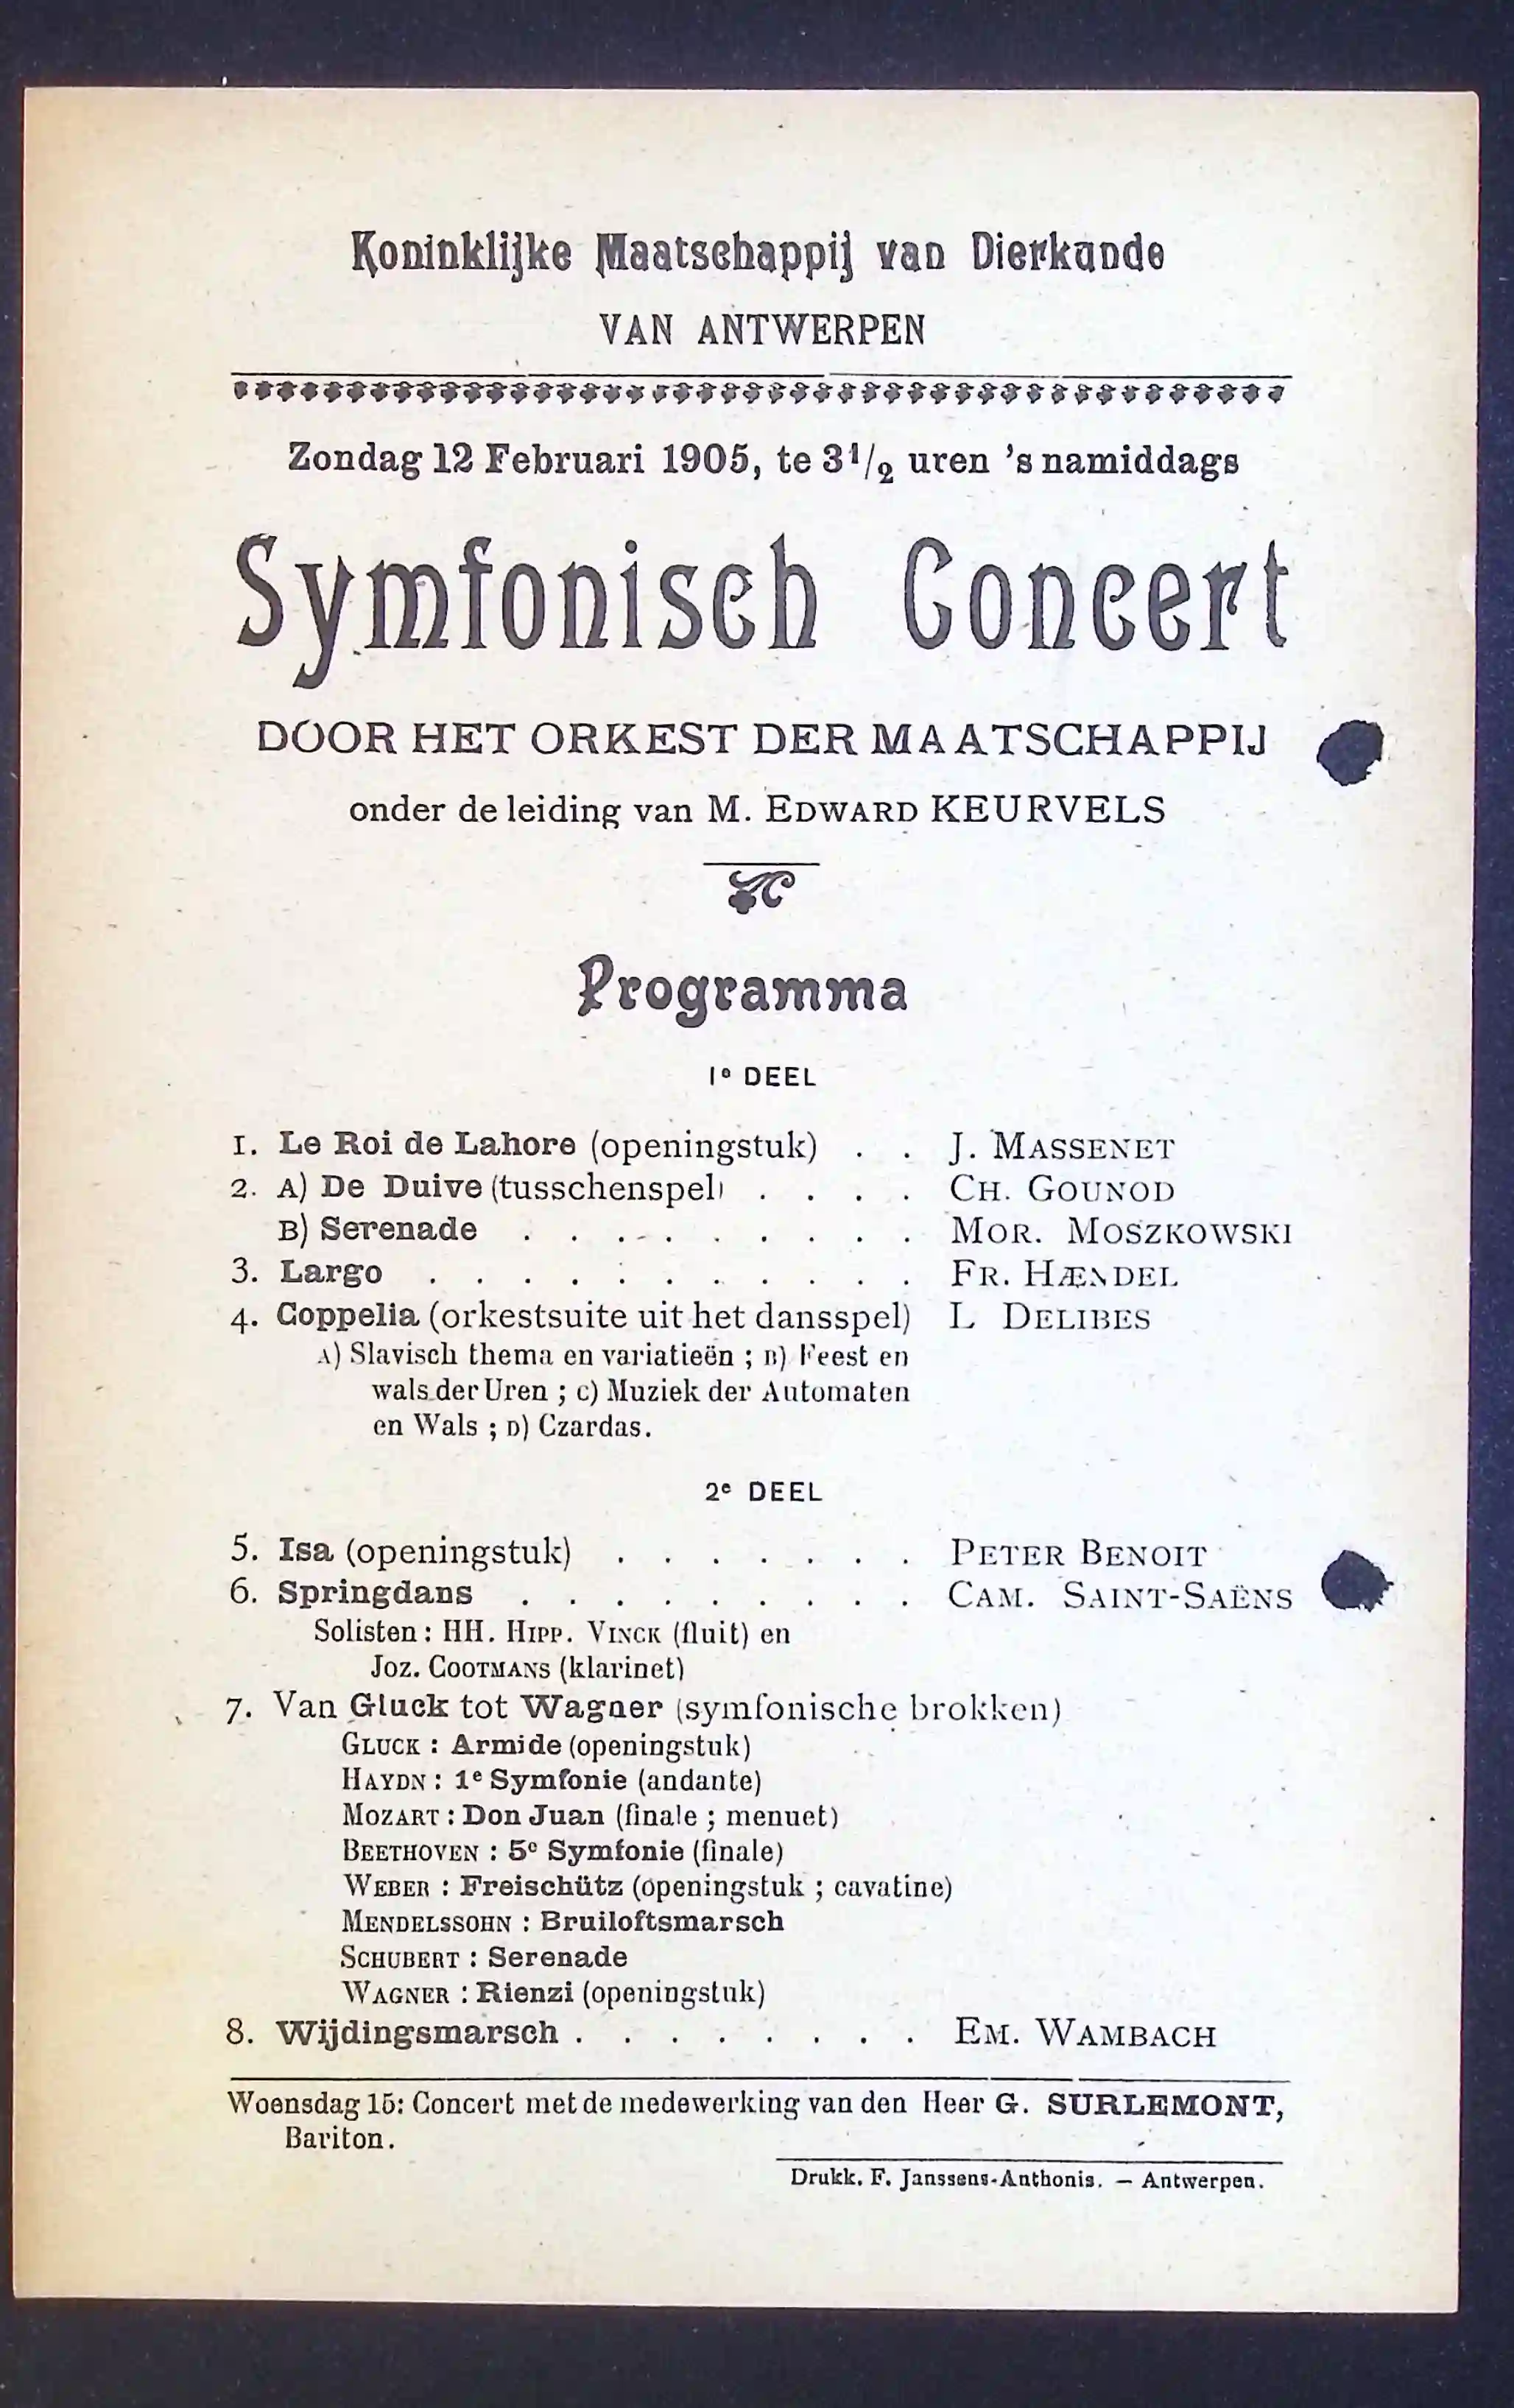 Koninklijke Maatschappij van Dierkunde
VAN ANTWERPEN
Zondag 12 Februari 1905, te 3 1/2 uren 's namiddags
Symfonisch Concert
DOOR HET ORKEST DER MAATSCHAPPIJ
onder de leiding van M. EDWARD KEURVELS
Programma
1e DEEL
1. Le Roi de Lahore (openingstuk) . . J. MASSENET
2. A) De Duive (tusschenspel) . . . . CH. GOUNOD
B) Serenade . . . . . . . . . MOR. MOSZKOWSKI
3. Largo . . . . . . . . . . . FR. HÆNDEL
4. Coppelia (orkestsuite uit het dansspel) L DELIBES
A) Slavisch thema en variatieën ; B) Feest en
wals der Uren ; C) Muziek der Automaten
en Wals ; D) Czardas.
2e DEEL
5. Isa (openingstuk) . . . . . . . PETER BENOIT
6. Springdans . . . . . . . . . CAM. SAINT-SAËNS
Solisten : HH. HIPP. VINCK (fluit) en
Joz. COOTMANS (klarinet)
7. Van Gluck tot Wagner (symfonische brokken)
GLUCK : Armide (openingstuk)
HAYDN : 1e Symfonie (andante)
MOZART : Don Juan (finale ; menuet)
BEETHOVEN : 5e Symfonie (finale)
WEBER : Freischütz (openingstuk ; cavatine)
MENDELSSOHN : Bruiloftsmarsch
SCHUBERT : Serenade
WAGNER : Rienzi (openingstuk)
8. Wijdingsmarsch . . . . . . . . EM. WAMBACH
Woensdag 15: Concert met de medewerking van den Heer G. SURLEMONT,
Bariton.
Drukk. F. Janssens-Anthonis. — Antwerpen.